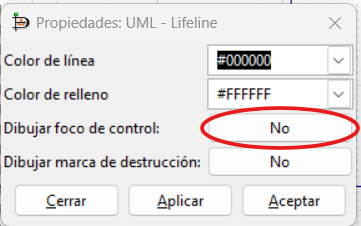 Propiedades: UML - Lifeline
Color de línea #000000
Color de relleno #FFFFFF
Dibujar foco de control: No
Dibujar marca de destrucción: No
Cerrar Aplicar Aceptar